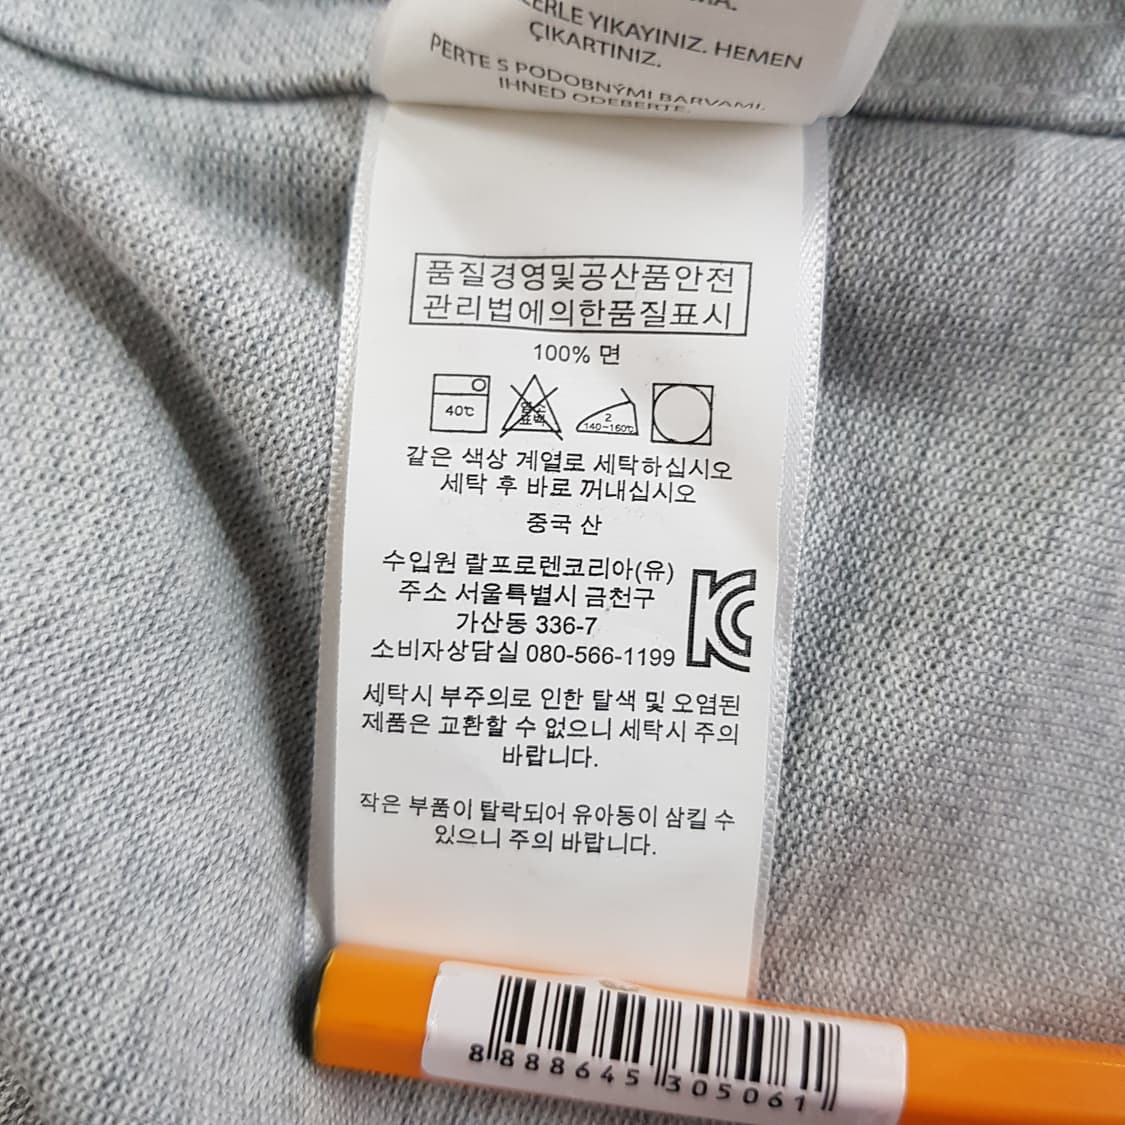 YIKAYINIZ. HEMEN
ÇIKARTINIZ.
PERTE S PODOBNÝMI BARVAMI.
IHNED ODEBERTE.
품질경영및공산품안전
관리법에의한품질표시
100% 면
40℃
염소
표백
2
140~160℃
같은 색상 계열로 세탁하십시오
세탁 후 바로 꺼내십시오
중국 산
수입원 랄프로렌코리아(유)
주소 서울특별시 금천구
가산동 336-7
소비자상담실 080-566-1199
세탁시 부주의로 인한 탈색 및 오염된
제품은 교환할 수 없으니 세탁시 주의
바랍니다.
작은 부품이 탈락되어 유아동이 삼킬 수
있으니 주의 바랍니다.
8 888645 305061